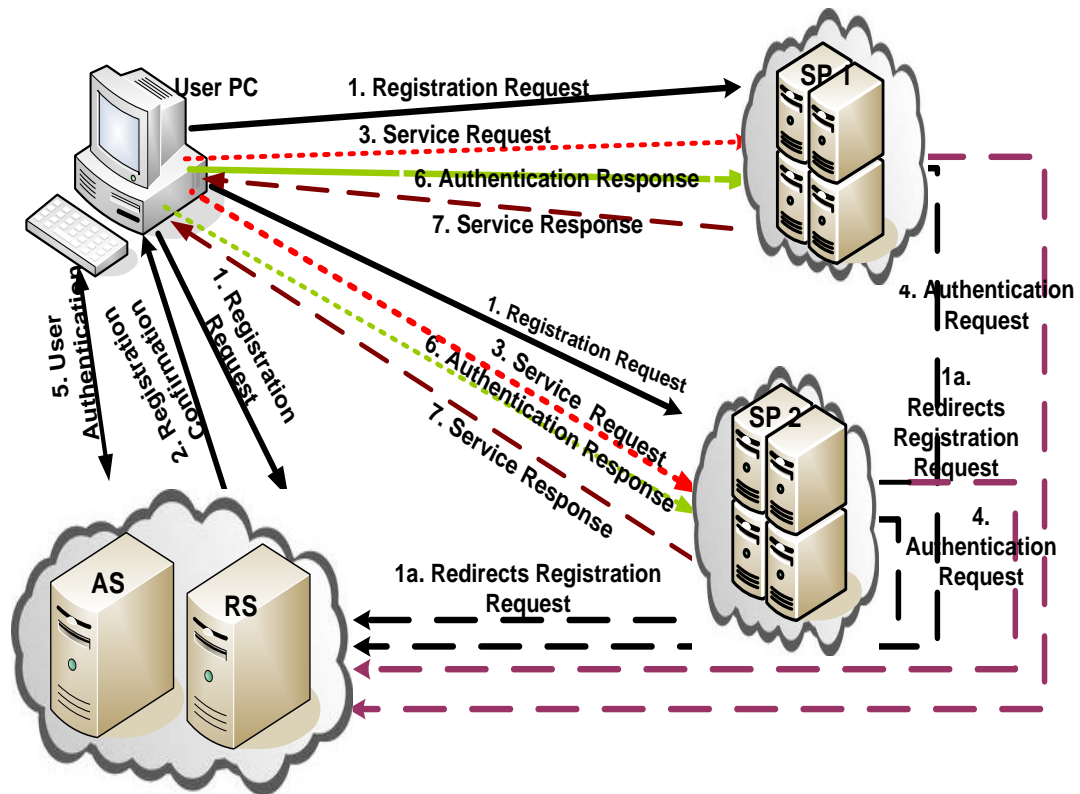 User PC
SP 1
1. Registration Request
3. Service Request
6. Authentication Response
7. Service Response
4. Authentication
Request
1. Registration Request
3. Service Request
6. Authentication Response
7. Service Response
SP 2
1a.
Redirects
Registration
Request
4.
Authentication
Request
5. User
Authentication
2. Registration
Confirmation
1. Registration
Request
AS
RS
1a. Redirects Registration
Request